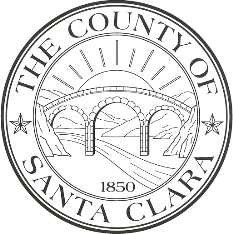 THE COUNTY OF
1850
SANTA CLARA